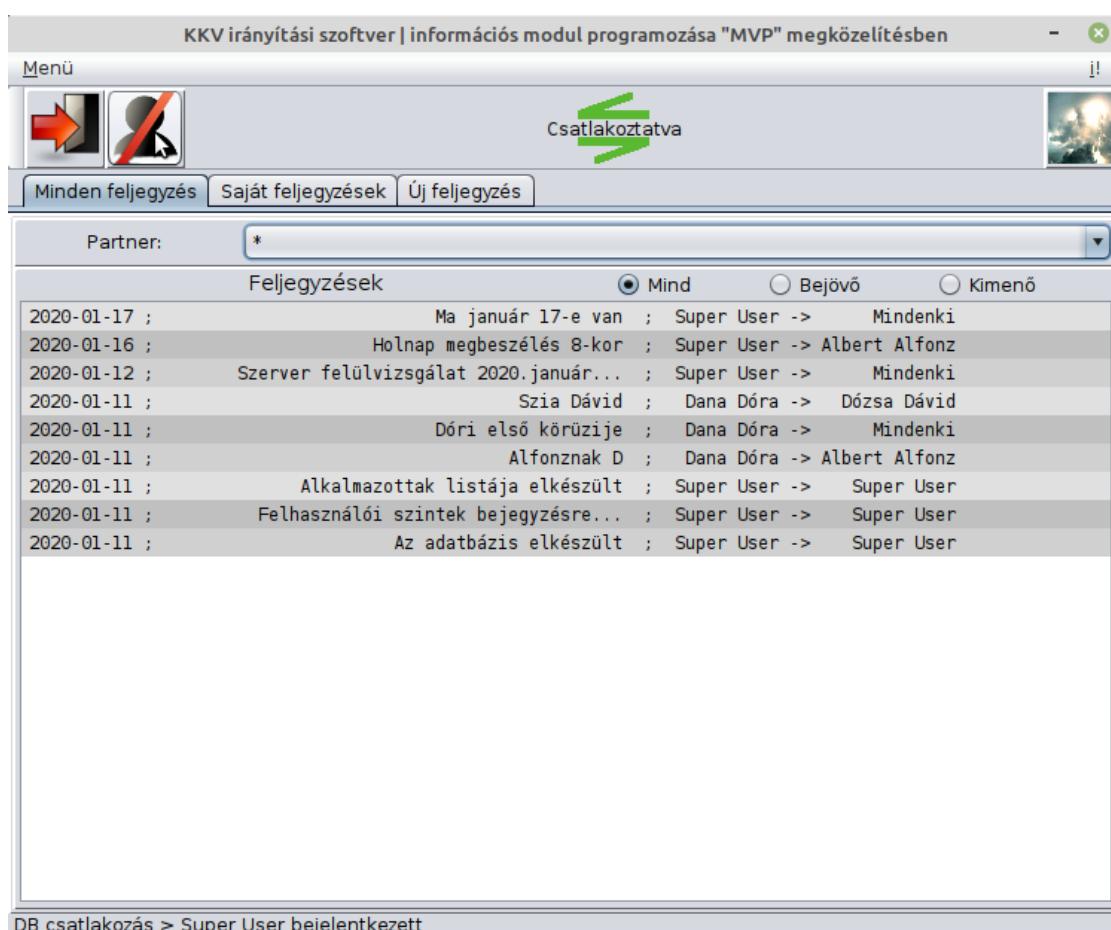 KKV irányítási szoftver | információs modul programozása "MVP" megközelítésben
Menü i!
Csatlakoztatva
Minden feljegyzés Saját feljegyzések Új feljegyzés
Partner: *
Feljegyzések Mind Bejövő Kimenő
2020-01-17 ; Ma január 17-e van ; Super User -> Mindenki
2020-01-16 ; Holnap megbeszélés 8-kor ; Super User -> Albert Alfonz
2020-01-12 ; Szerver felülvizsgálat 2020.január... ; Super User -> Mindenki
2020-01-11 ; Szia Dávid ; Dana Dóra -> Dózsa Dávid
2020-01-11 ; Dóri első körüzije ; Dana Dóra -> Mindenki
2020-01-11 ; Alfonznak D ; Dana Dóra -> Albert Alfonz
2020-01-11 ; Alkalmazottak listája elkészült ; Super User -> Super User
2020-01-11 ; Felhasználói szintek bejegyzésre... ; Super User -> Super User
2020-01-11 ; Az adatbázis elkészült ; Super User -> Super User
DB csatlakozás > Super User bejelentkezett